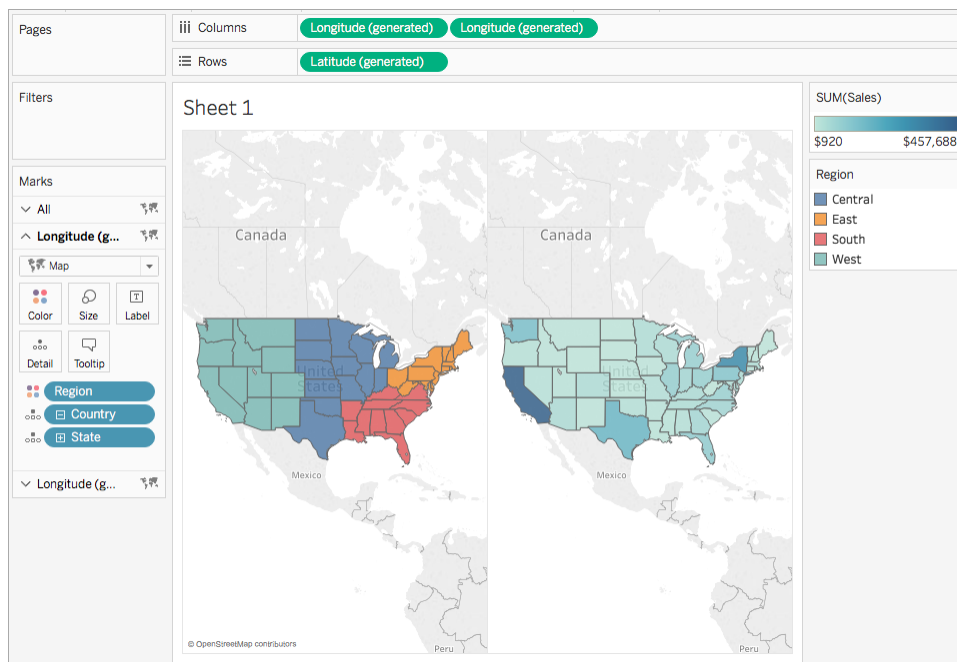 Pages
Columns
Longitude (generated)
Longitude (generated)
Rows
Latitude (generated)
Filters
Marks
All
Longitude (g...
Map
Color
Size
T
Label
Detail
Tooltip
Region
Country
State
Longitude (g...
Sheet 1
Canada
United
States
Mexico
Peru
© OpenStreetMap contributors
Canada
United
States
Mexico
Peru
SUM(Sales)
$920
$457,688
Region
Central
East
South
West